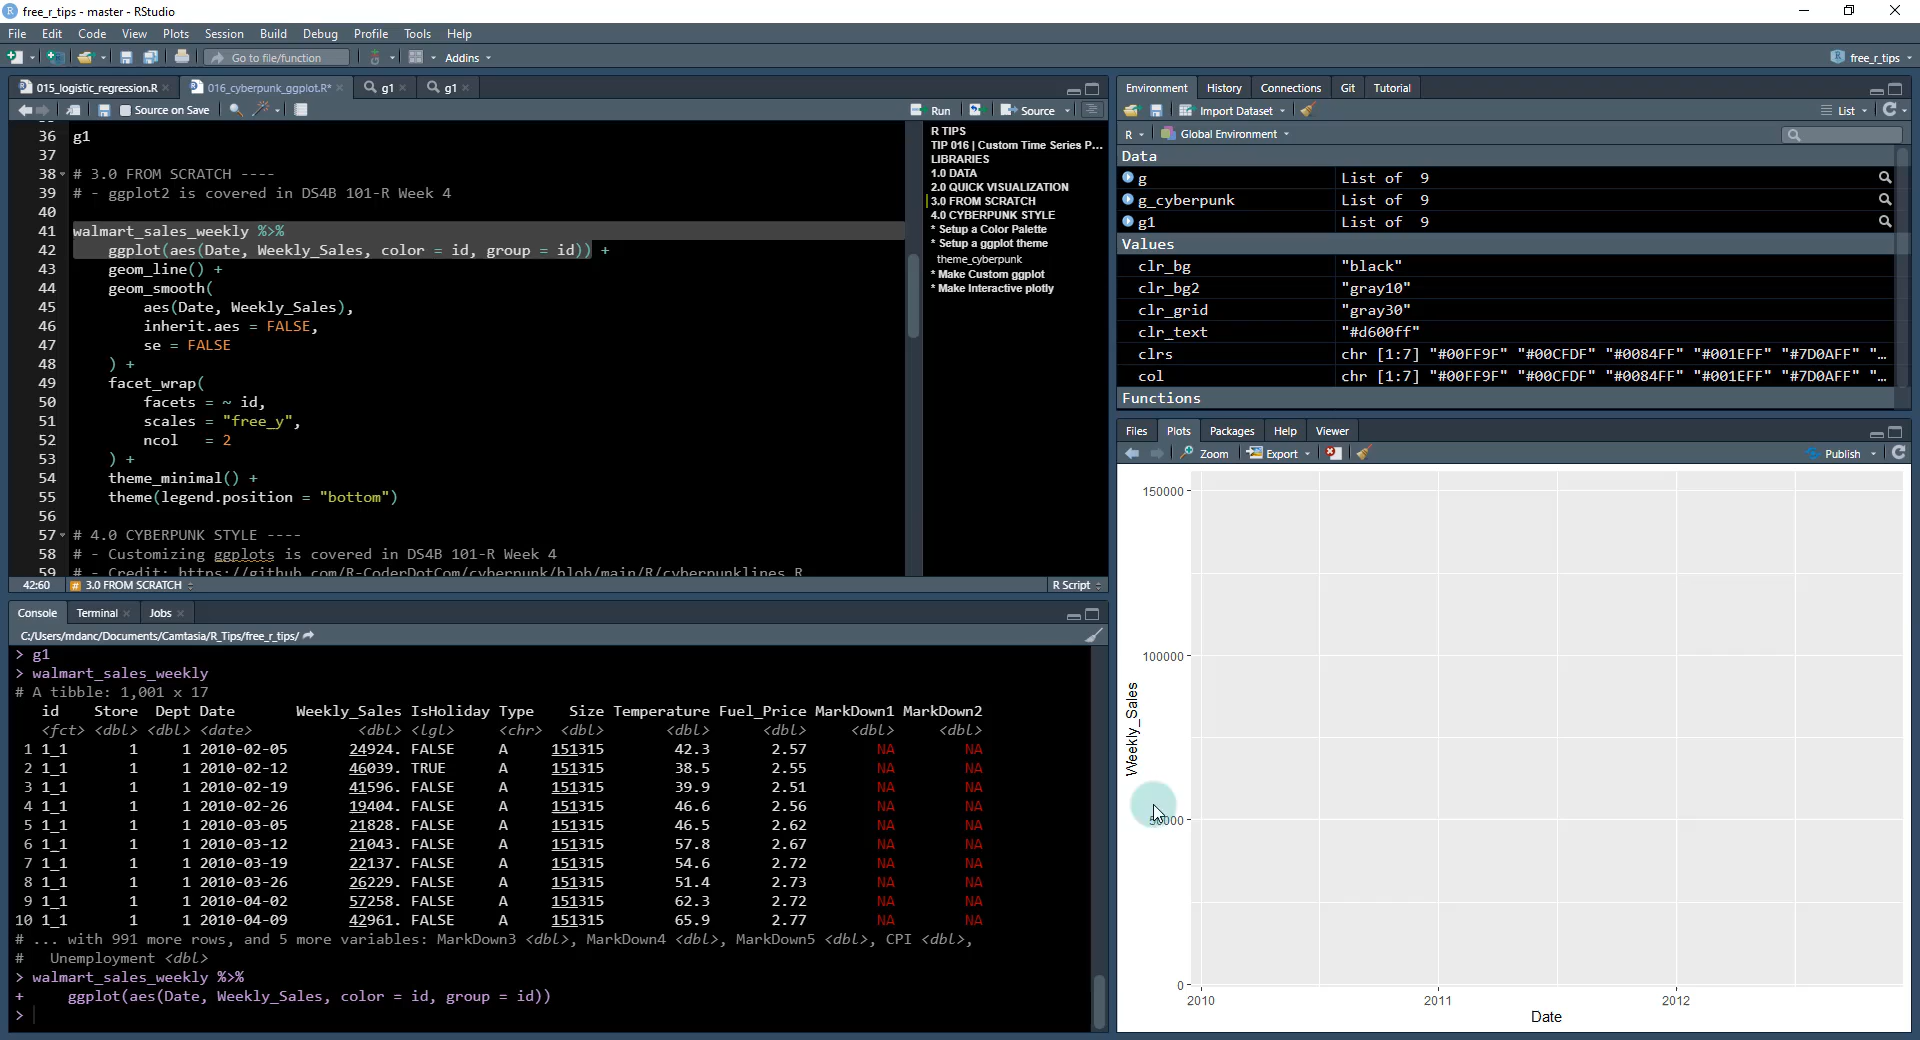 free_r_tips - master - RStudio
File Edit Code View Plots Session Build Debug Profile Tools Help
Go to file/function Addins free_r_tips
015_logistic_regression.R 016_cyberpunk_ggplot.R* g1 g1
Source on Save Run Source
36 g1
37
38 # 3.0 FROM SCRATCH ----
39 # - ggplot2 is covered in DS4B 101-R Week 4
40
41 walmart_sales_weekly %>%
42 ggplot(aes(Date, Weekly_Sales, color = id, group = id)) +
43 geom_line() +
44 geom_smooth(
45 aes(Date, Weekly_Sales),
46 inherit.aes = FALSE,
47 se = FALSE
48 ) +
49 facet_wrap(
50 facets = ~ id,
51 scales = "free_y",
52 ncol = 2
53 ) +
54 theme_minimal() +
55 theme(legend.position = "bottom")
56
57 # 4.0 CYBERPUNK STYLE ----
58 # - Customizing ggplots is covered in DS4B 101-R Week 4
59 # - Credit: https://github.com/R-CoderDotCom/cyberpunk/blob/main/R/cyberpunklines.R
R TIPS
TIP 016 | Custom Time Series P...
LIBRARIES
1.0 DATA
2.0 QUICK VISUALIZATION
3.0 FROM SCRATCH
4.0 CYBERPUNK STYLE
* Setup a Color Palette
* Setup a ggplot theme
theme_cyberpunk
* Make Custom ggplot
* Make Interactive plotly
42:60 # 3.0 FROM SCRATCH R Script
Console Terminal Jobs
C:/Users/mdanc/Documents/Camtasia/R_Tips/free_r_tips/
> g1
> walmart_sales_weekly
# A tibble: 1,001 x 17
id Store Dept Date Weekly_Sales IsHoliday Type Size Temperature Fuel_Price MarkDown1 MarkDown2
<fct> <dbl> <dbl> <date> <dbl> <lgl> <chr> <dbl> <dbl> <dbl> <dbl> <dbl>
1 1_1 1 1 2010-02-05 24924. FALSE A 151315 42.3 2.57 NA NA
2 1_1 1 1 2010-02-12 46039. TRUE A 151315 38.5 2.55 NA NA
3 1_1 1 1 2010-02-19 41596. FALSE A 151315 39.9 2.51 NA NA
4 1_1 1 1 2010-02-26 19404. FALSE A 151315 46.6 2.56 NA NA
5 1_1 1 1 2010-03-05 21828. FALSE A 151315 46.5 2.62 NA NA
6 1_1 1 1 2010-03-12 21043. FALSE A 151315 57.8 2.67 NA NA
7 1_1 1 1 2010-03-19 22137. FALSE A 151315 54.6 2.72 NA NA
8 1_1 1 1 2010-03-26 26229. FALSE A 151315 51.4 2.73 NA NA
9 1_1 1 1 2010-04-02 57258. FALSE A 151315 62.3 2.72 NA NA
10 1_1 1 1 2010-04-09 42961. FALSE A 151315 65.9 2.77 NA NA
# ... with 991 more rows, and 5 more variables: MarkDown3 <dbl>, MarkDown4 <dbl>, MarkDown5 <dbl>, CPI <dbl>,
# Unemployment <dbl>
> walmart_sales_weekly %>%
+ ggplot(aes(Date, Weekly_Sales, color = id, group = id))
>
Environment History Connections Git Tutorial
Import Dataset List
R Global Environment
Data
g List of 9
g_cyberpunk List of 9
g1 List of 9
Values
clr_bg "black"
clr_bg2 "gray10"
clr_grid "gray30"
clr_text "#d600ff"
clrs chr [1:7] "#00FF9F" "#00CFDF" "#0084FF" "#001EFF" "#7D0AFF" "...
col chr [1:7] "#00FF9F" "#00CFDF" "#0084FF" "#001EFF" "#7D0AFF" "...
Functions
Files Plots Packages Help Viewer
Zoom Export Publish
150000
100000
50000
0
Weekly_Sales
2010 2011 2012
Date